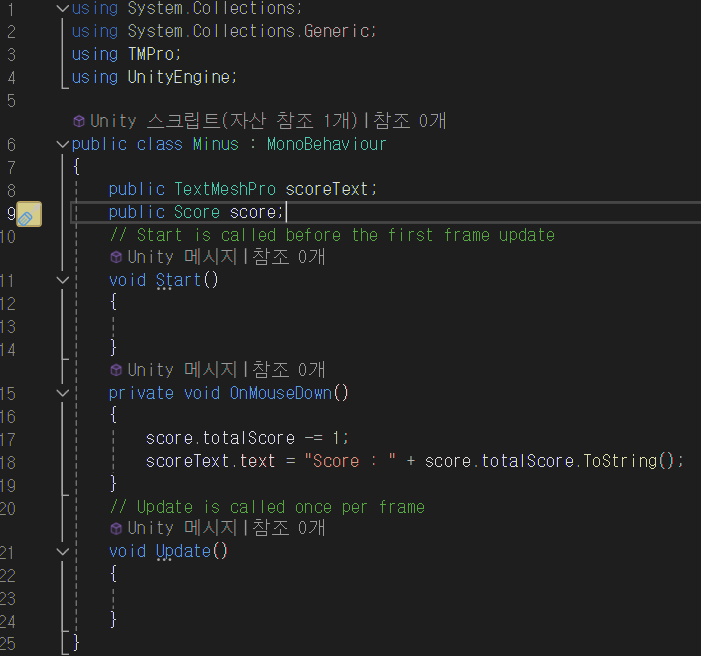 1 using System.Collections;
2 using System.Collections.Generic;
3 using TMPro;
4 using UnityEngine;
5
Unity 스크립트(자산 참조 1개)|참조 0개
6 public class Minus : MonoBehaviour
7 {
8 public TextMeshPro scoreText;
9 public Score score;
10 // Start is called before the first frame update
Unity 메시지|참조 0개
11 void Start()
12 {
13
14 }
Unity 메시지|참조 0개
15 private void OnMouseDown()
16 {
17 score.totalScore -= 1;
18 scoreText.text = "Score : " + score.totalScore.ToString();
19 }
20 // Update is called once per frame
Unity 메시지|참조 0개
21 void Update()
22 {
23
24 }
25 }